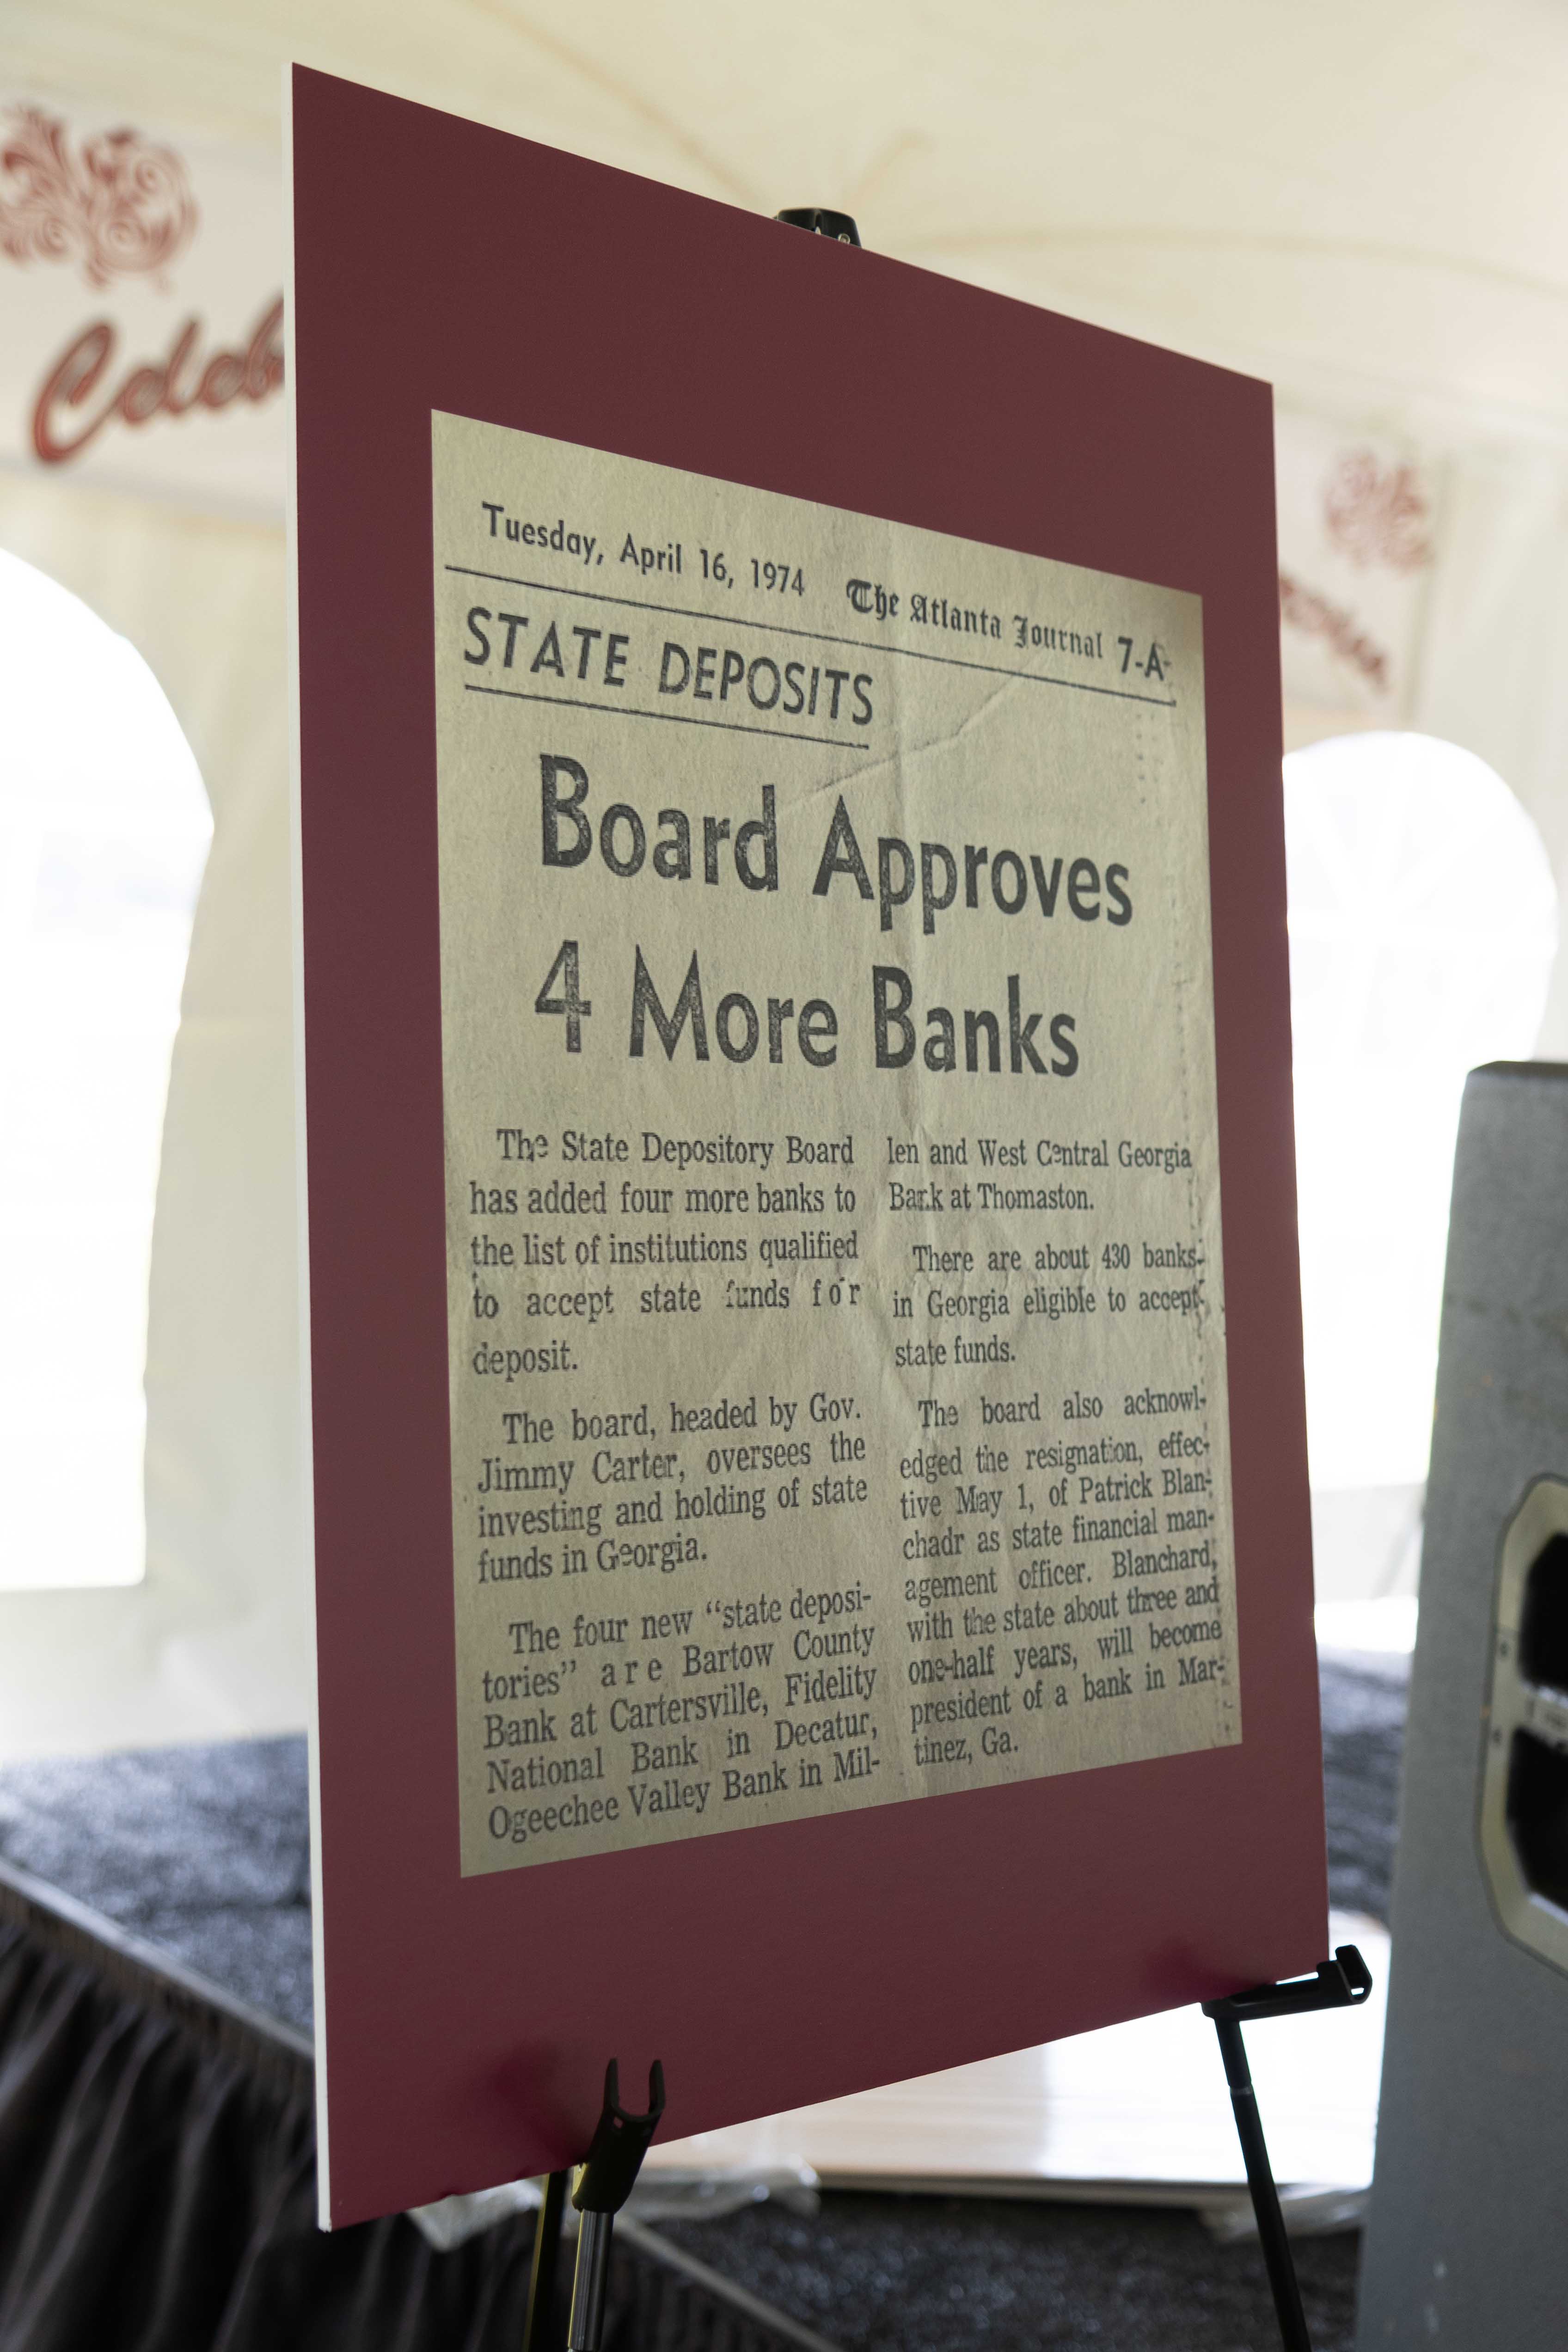 Celeb
Tuesday, April 16, 1974 The Atlanta Journal 7-A
STATE DEPOSITS
Board Approves
4 More Banks
The State Depository Board
has added four more banks to
the list of institutions qualified
to accept state funds for
deposit.
The board, headed by Gov.
Jimmy Carter, oversees the
investing and holding of state
funds in Georgia.
The four new “state deposi-
tories” are Bartow County
Bank at Cartersville, Fidelity
National Bank in Decatur,
Ogeechee Valley Bank in Mil-
len and West Central Georgia
Bank at Thomaston.
There are about 430 banks
in Georgia eligible to accept
state funds.
The board also acknowl-
edged the resignation, effec-
tive May 1, of Patrick Blan-
chadr as state financial man-
agement officer. Blanchard,
with the state about three and
one-half years, will become
president of a bank in Mar-
tinez, Ga.